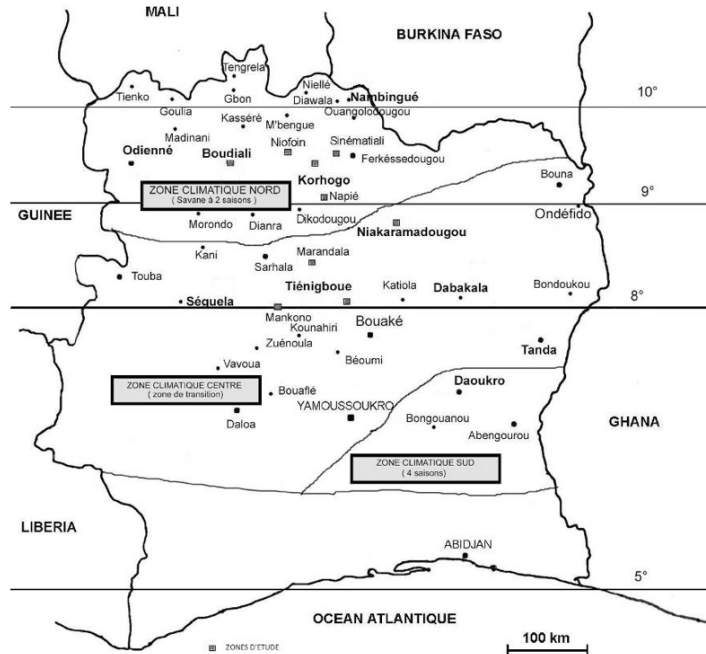 MALI
BURKINA FASO
Tengrela
Tienko
Gbon
Niellé
Diawala
Nambingué
10°
Goulia
Kasséré
M'bengue
Ouangolodougou
Madinani
Niofoin
Sinématiali
Odienné
Boudiali
Ferkéssedougou
Korhogo
Bouna
ZONE CLIMATIQUE NORD
( Savane à 2 saisons )
Napié
9°
GUINEE
Morondo
Dianra
Dikodougou
Niakaramadougou
Ondéfido
Kani
Sarhala
Marandala
Touba
Tiénigboue
Katiola
Dabakala
Bondoukou
Séquela
8°
Mankono
Kounahiri
Bouaké
Zuénoula
Béoumi
Tanda
Vavoua
ZONE CLIMATIQUE CENTRE
( zone de transition)
Bouaflé
Daoukro
Daloa
YAMOUSSOUKRO
Bongouanou
Abengourou
GHANA
ZONE CLIMATIQUE SUD
( 4 saisons)
LIBERIA
ABIDJAN
5°
OCEAN ATLANTIQUE
ZONES D'ETUDE
100 km